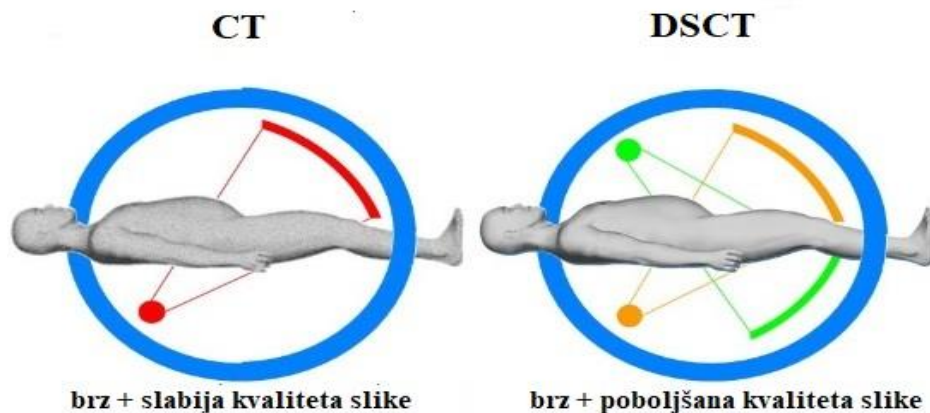 CT
DSCT
brz + slabija kvaliteta slike
brz + poboljšana kvaliteta slike